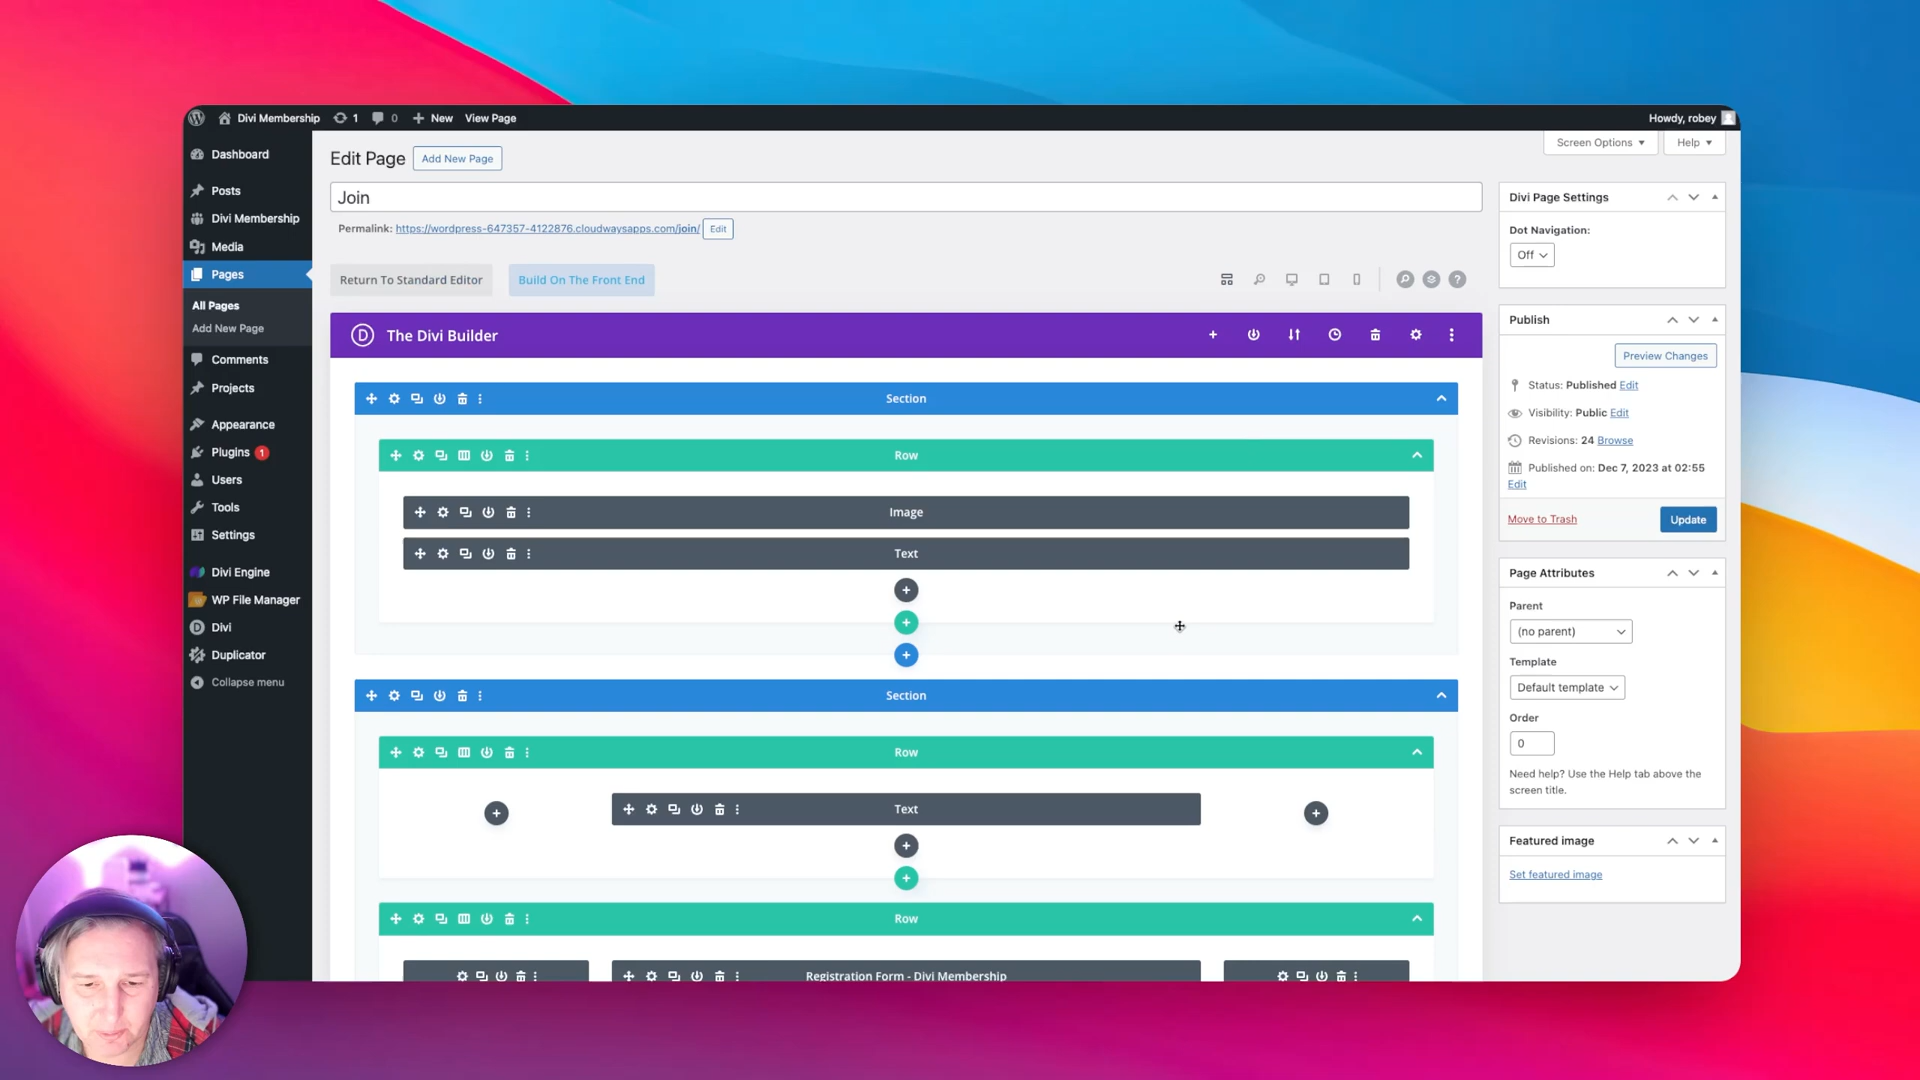 Divi Membership 1 0 New View Page Howdy, robey
Dashboard
Posts
Divi Membership
Media
Pages
All Pages
Add New Page
Comments
Projects
Appearance
Plugins 1
Users
Tools
Settings
Divi Engine
WP File Manager
Divi
Duplicator
Collapse menu
Edit Page Add New Page
Screen Options Help
Join
Permalink: https://wordpress-647357-4122876.cloudwaysapps.com/join/ Edit
Return To Standard Editor Build On The Front End
?
D The Divi Builder
Section
Row
Image
Text
Section
Row
Text
Row
Registration Form - Divi Membership
Divi Page Settings
Dot Navigation:
Off
Publish
Preview Changes
Status: Published Edit
Visibility: Public Edit
Revisions: 24 Browse
Published on: Dec 7, 2023 at 02:55
Edit
Move to Trash Update
Page Attributes
Parent
(no parent)
Template
Default template
Order
0
Need help? Use the Help tab above the
screen title.
Featured image
Set featured image